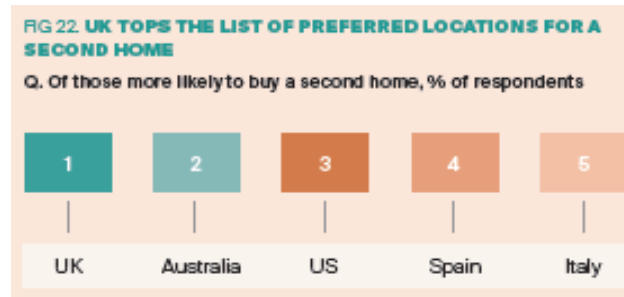 FIG 22. UK TOPS THE LIST OF PREFERRED LOCATIONS FOR A
SECOND HOME
Q. Of those more likely to buy a second home, % of respondents
1 2 3 4 5
UK Australia US Spain Italy